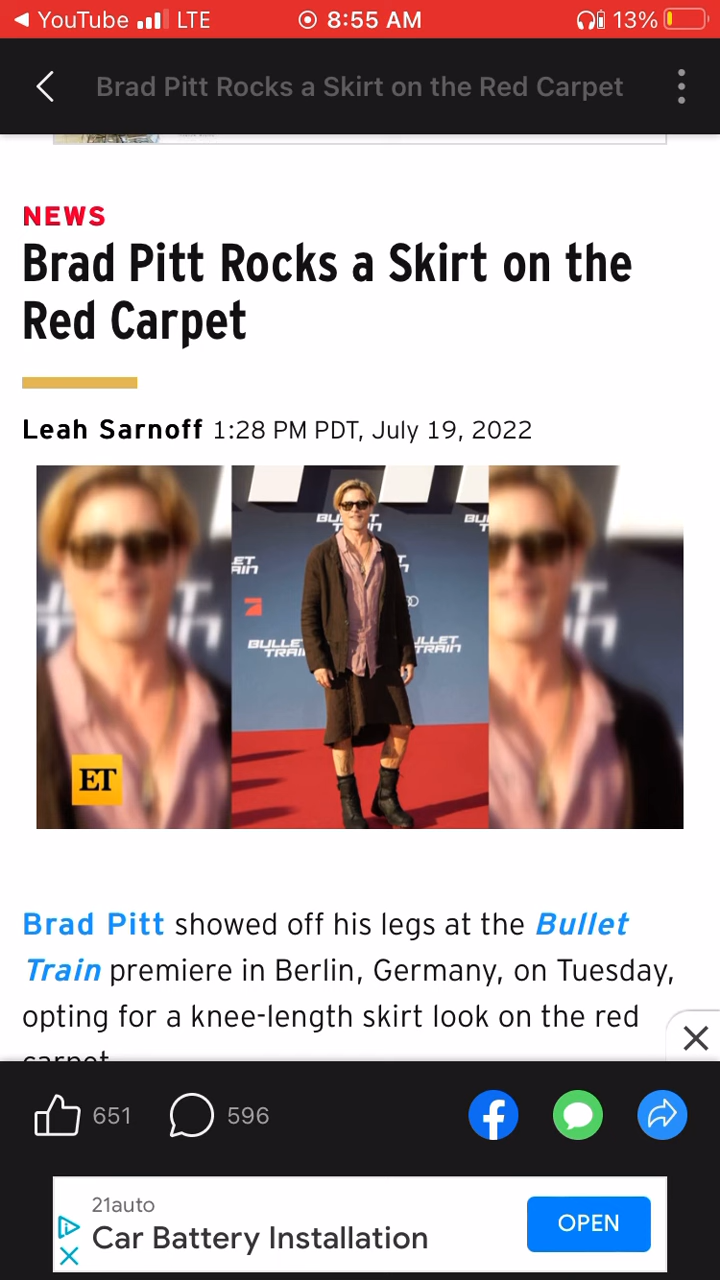 YouTube LTE 8:55 AM 13%
Brad Pitt Rocks a Skirt on the Red Carpet
NEWS
Brad Pitt Rocks a Skirt on the
Red Carpet
Leah Sarnoff 1:28 PM PDT, July 19, 2022
BULLET
TRAIN
ET
Brad Pitt showed off his legs at the Bullet
Train premiere in Berlin, Germany, on Tuesday,
opting for a knee-length skirt look on the red
carpet
651 596
21auto
Car Battery Installation
OPEN